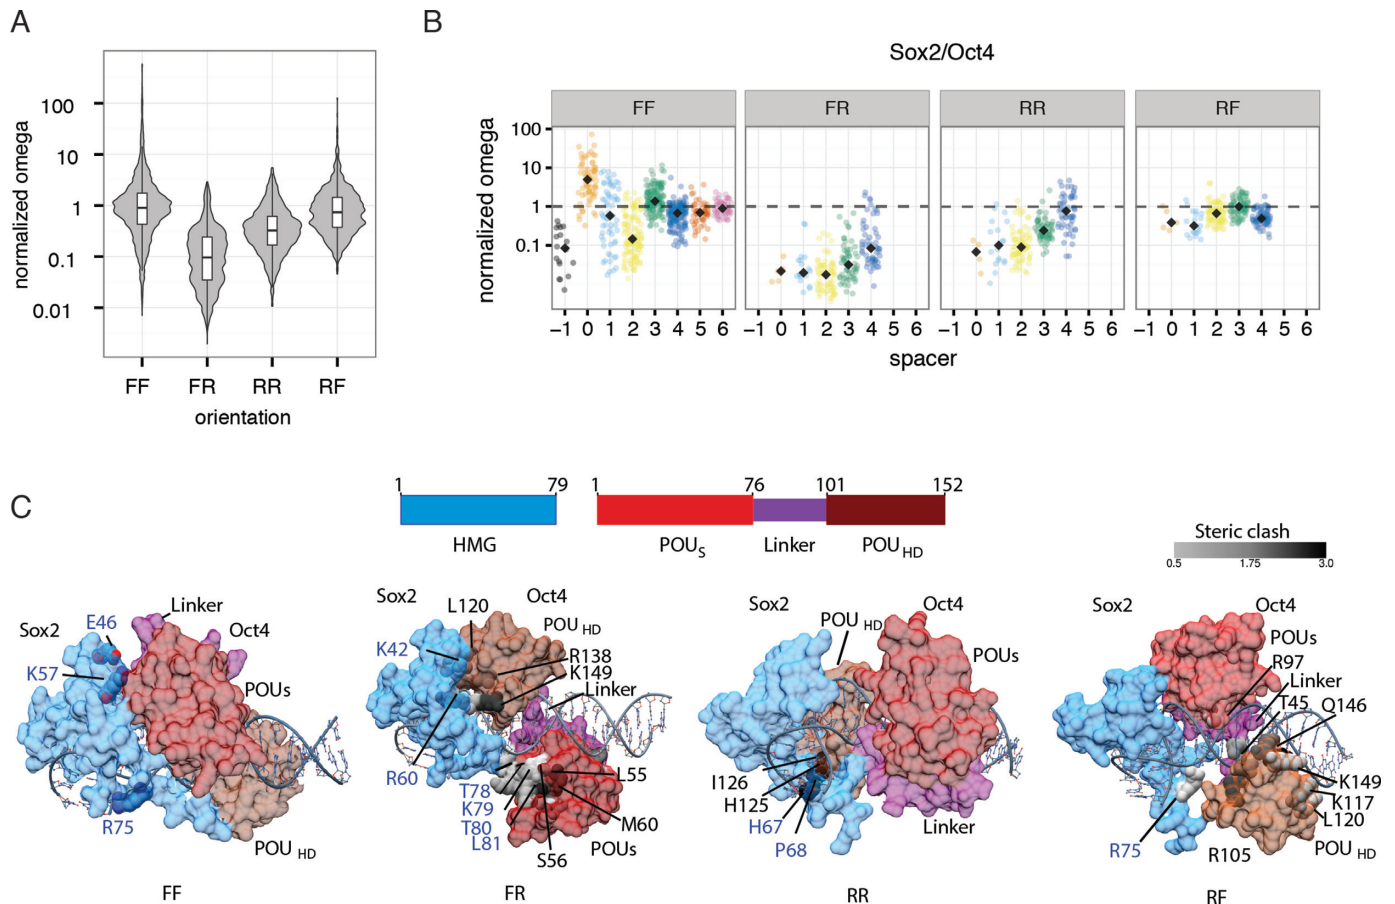 A
normalized omega
100
10
1
0.1
0.01
FF FR RR RF
orientation
B
Sox2/Oct4
FF FR RR RF
normalized omega
100
10
1
0.1
−1 0 1 2 3 4 5 6 −1 0 1 2 3 4 5 6 −1 0 1 2 3 4 5 6 −1 0 1 2 3 4 5 6
spacer
C
1 79 1 76 101 152
HMG POUS Linker POUHD
Steric clash
0.5 1.75 3.0
Sox2
E46
Linker
Oct4
K57
POUs
R75
POU HD
FF
Sox2
L120
Oct4
POU HD
K42
R138
K149
Linker
R60
T78
K79
T80
L81
L55
M60
S56
POUs
FR
Sox2
Oct4
POU HD
POUs
I126
H125
H67
P68
Linker
RR
Sox2
Oct4
POUs
R97
Linker
T45
Q146
K149
K117
L120
R75
R105
POU HD
RF